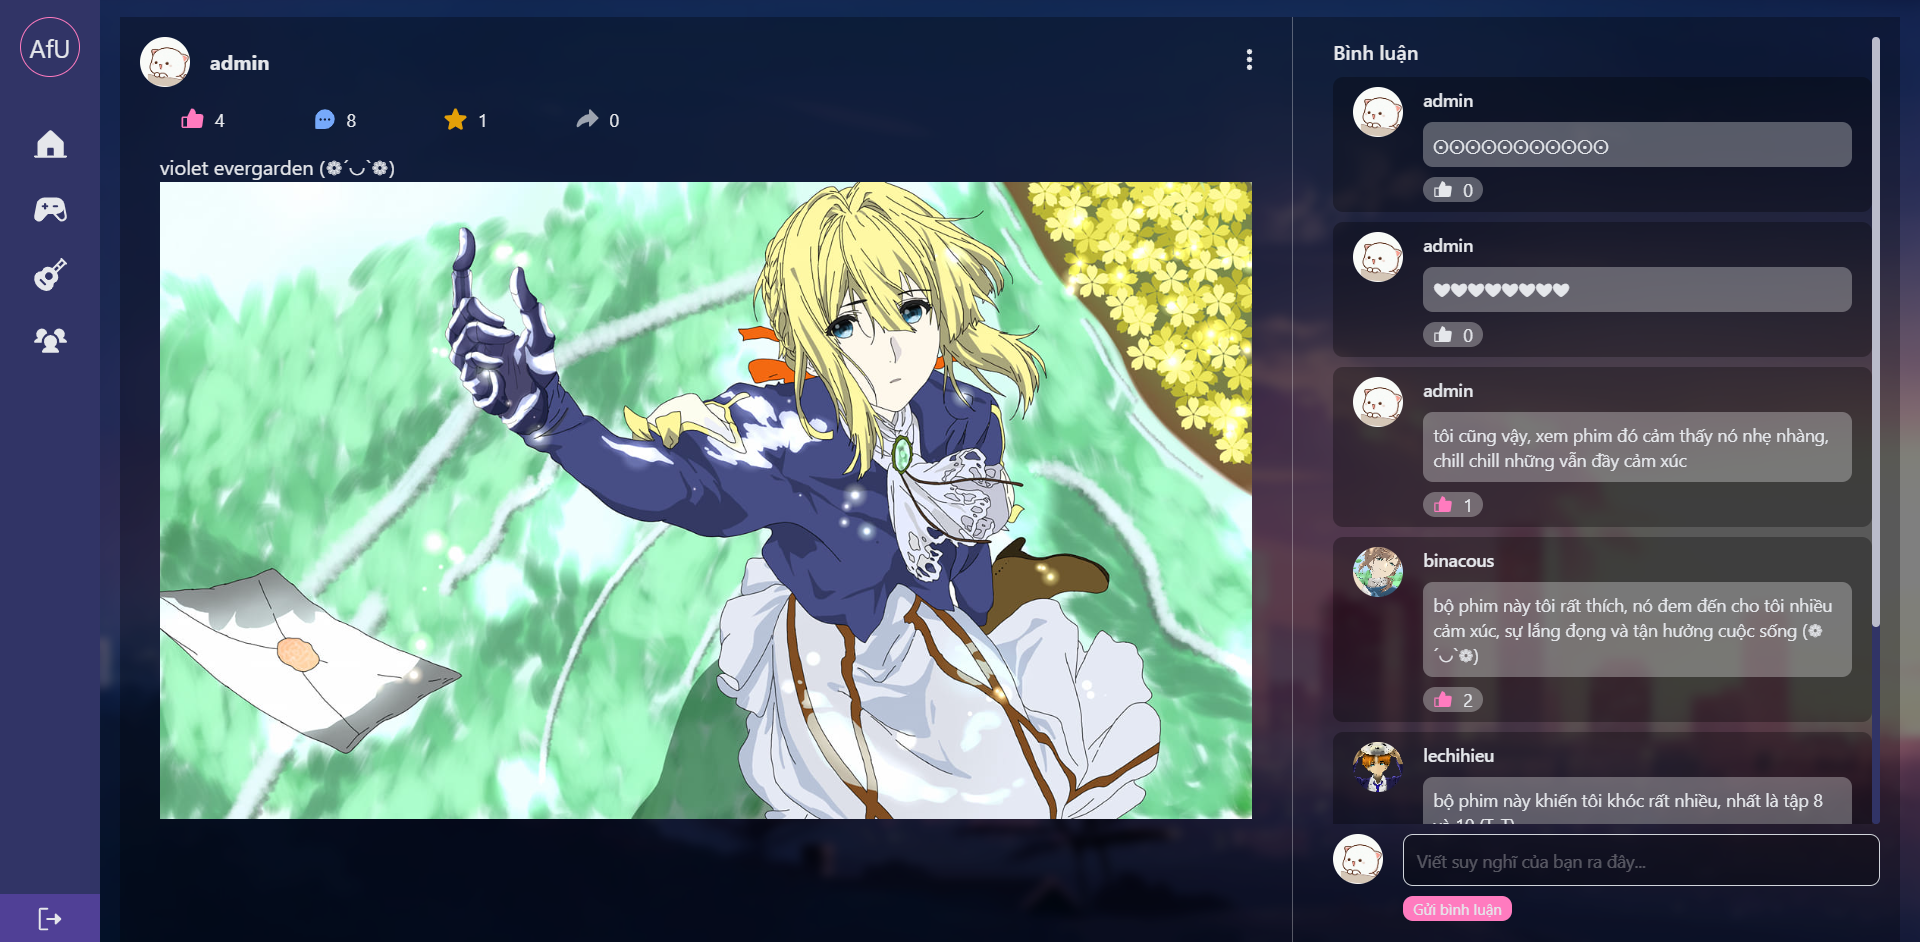 AfU
admin
4
8
1
0
violet evergarden (❁´◡`❁)
Bình luận
admin
⊙⊙⊙⊙⊙⊙⊙⊙⊙⊙⊙
0
admin
❤❤❤❤❤❤❤❤
0
admin
tôi cũng vậy, xem phim đó cảm thấy nó nhẹ nhàng,
chill chill những vẫn đầy cảm xúc
1
binacous
bộ phim này tôi rất thích, nó đem đến cho tôi nhiều
cảm xúc, sự lắng đọng và tận hưởng cuộc sống (❁
´◡`❁)
2
lechihieu
bộ phim này khiến tôi khóc rất nhiều, nhất là tập 8
và 10 (T_T)
Viết suy nghĩ của bạn ra đây...
Gửi bình luận